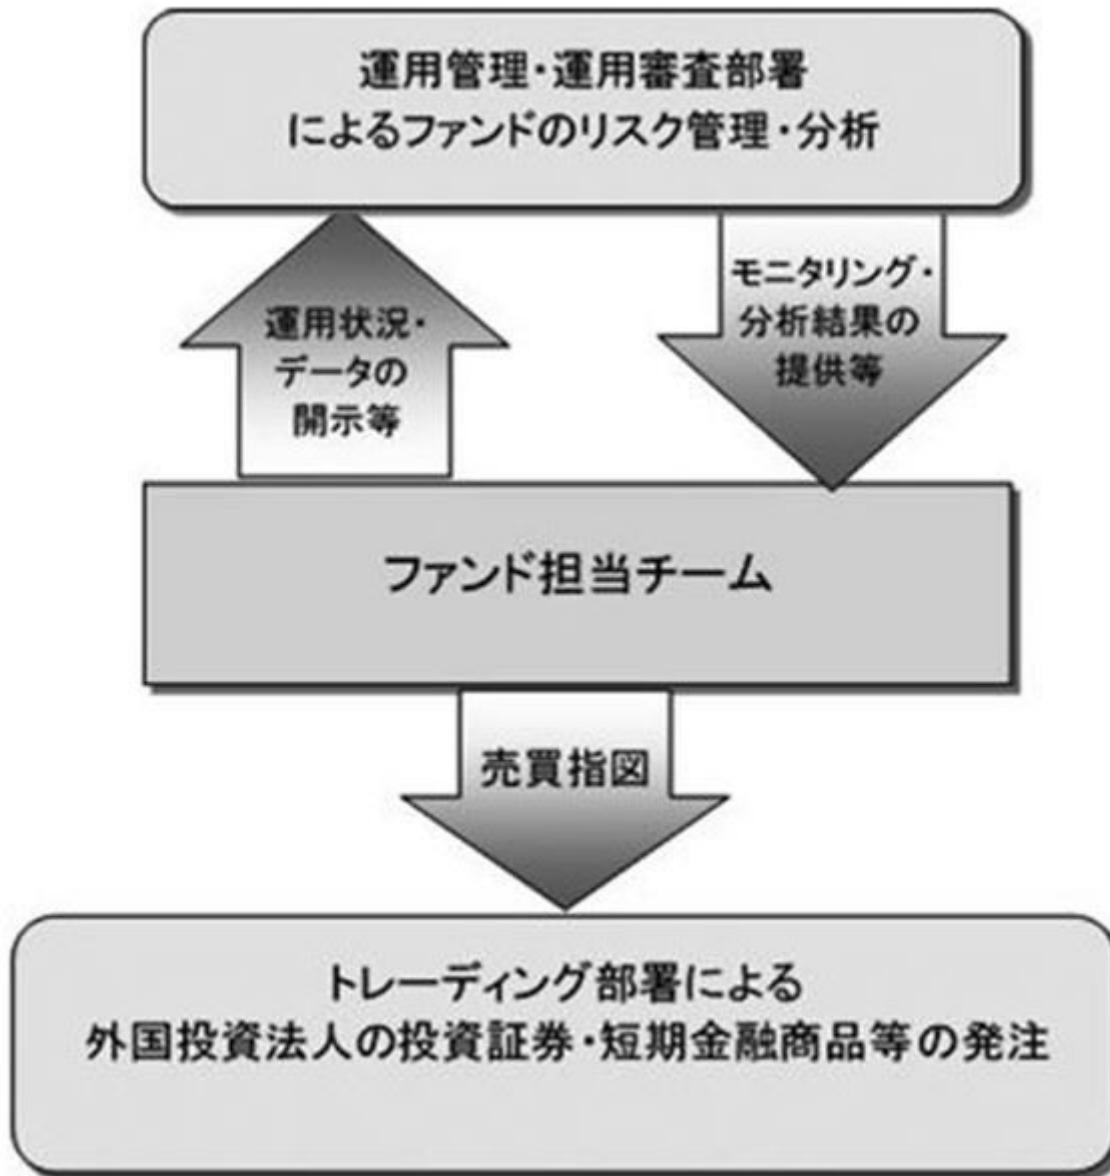 運用管理・運用審査部署
によるファンドのリスク管理・分析
運用状況・
データの
開示等
モニタリング・
分析結果の
提供等
ファンド担当チーム
売買指図
トレーディング部署による
外国投資法人の投資証券・短期金融商品等の発注